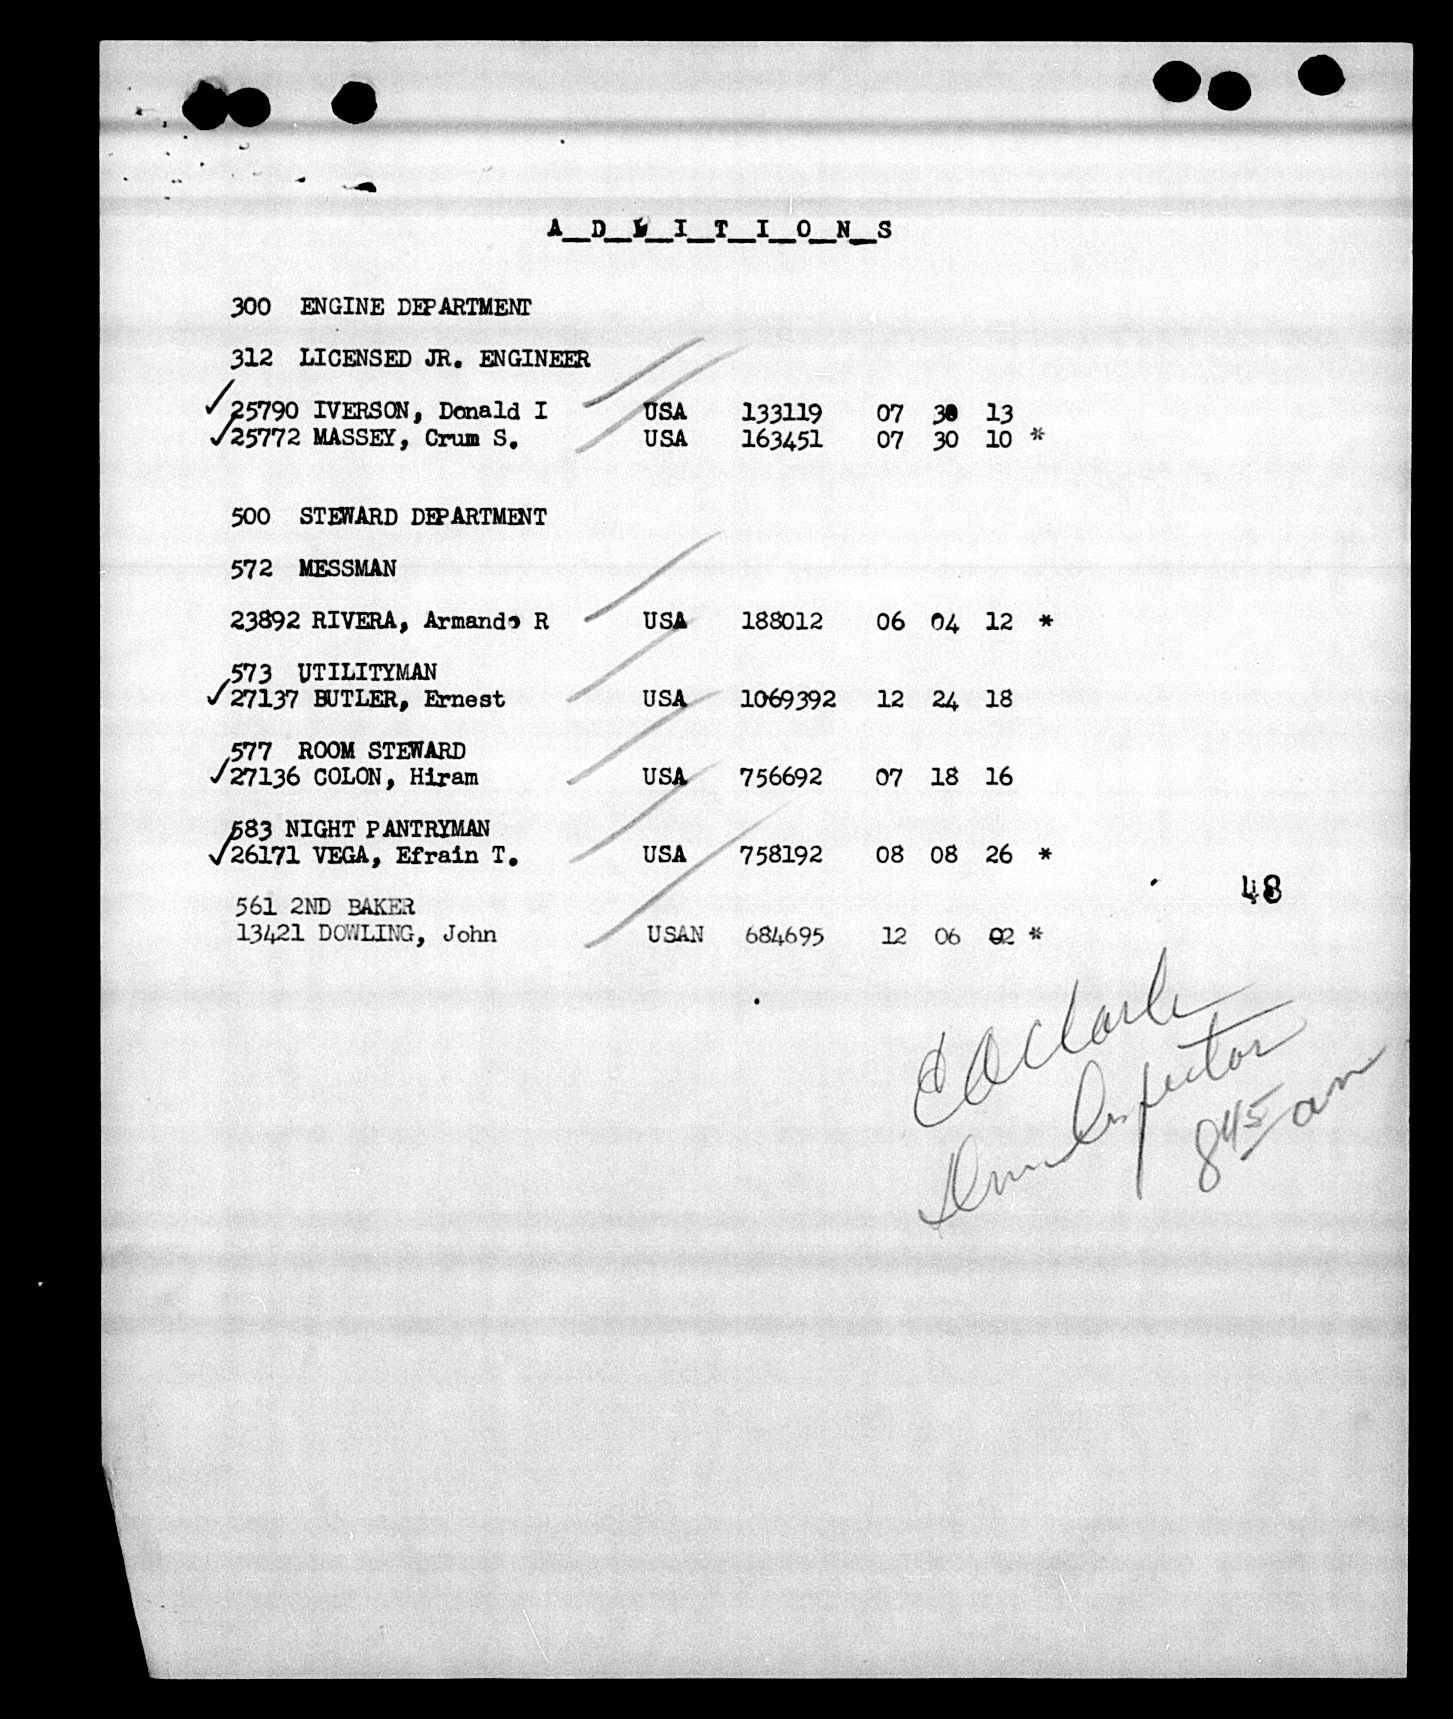 A D D I T I O N S
300 ENGINE DEPARTMENT
312 LICENSED JR. ENGINEER
✓25790 IVERSON, Donald I USA 133119 07 30 13
✓25772 MASSEY, Crum S. USA 163451 07 30 10 *
500 STEWARD DEPARTMENT
572 MESSMAN
23892 RIVERA, Armando R USA 188012 06 04 12 *
573 UTILITYMAN
✓27137 BUTLER, Ernest USA 1069392 12 24 18
577 ROOM STEWARD
✓27136 COLON, Hiram USA 756692 07 18 16
583 NIGHT PANTRYMAN
✓26171 VEGA, Efrain T. USA 758192 08 08 26 *
48
561 2ND BAKER
13421 DOWLING, John USAN 684695 12 06 02 *
Inspector
845 am